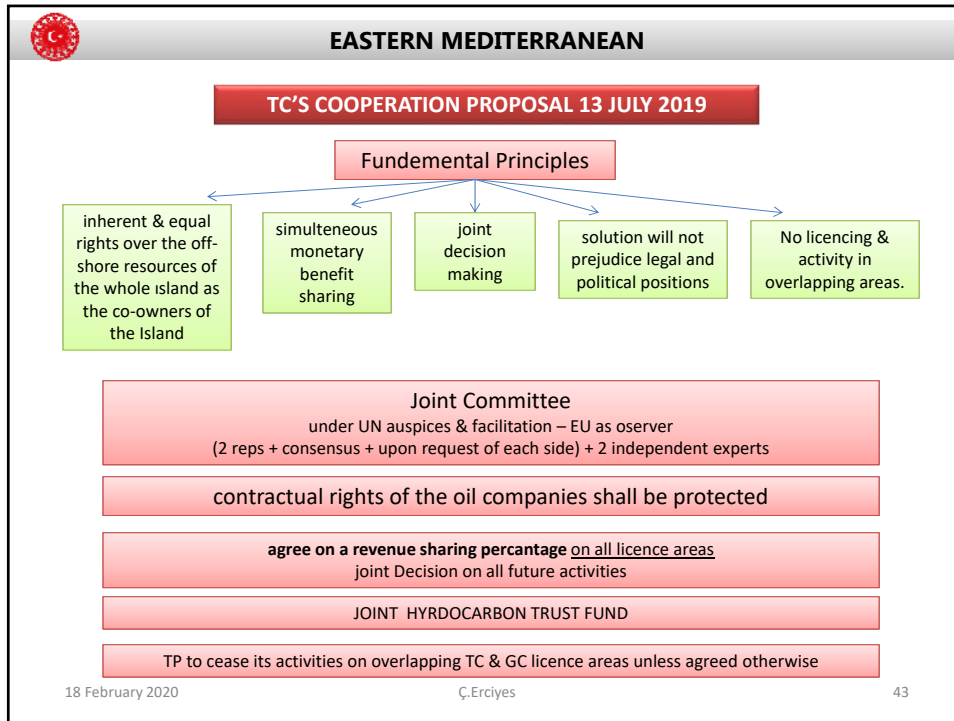 EASTERN MEDITERRANEAN
TC'S COOPERATION PROPOSAL 13 JULY 2019
Fundemental Principles
inherent & equal
rights over the off-
shore resources of
the whole ısland as
the co-owners of
the Island
simulteneous
monetary
benefit
sharing
joint
decision
making
solution will not
prejudice legal and
political positions
No licencing &
activity in
overlapping areas.
Joint Committee
under UN auspices & facilitation – EU as oserver
(2 reps + consensus + upon request of each side) + 2 independent experts
contractual rights of the oil companies shall be protected
agree on a revenue sharing percantage on all licence areas
joint Decision on all future activities
JOINT HYRDOCARBON TRUST FUND
TP to cease its activities on overlapping TC & GC licence areas unless agreed otherwise
18 February 2020
Ç.Erciyes
43